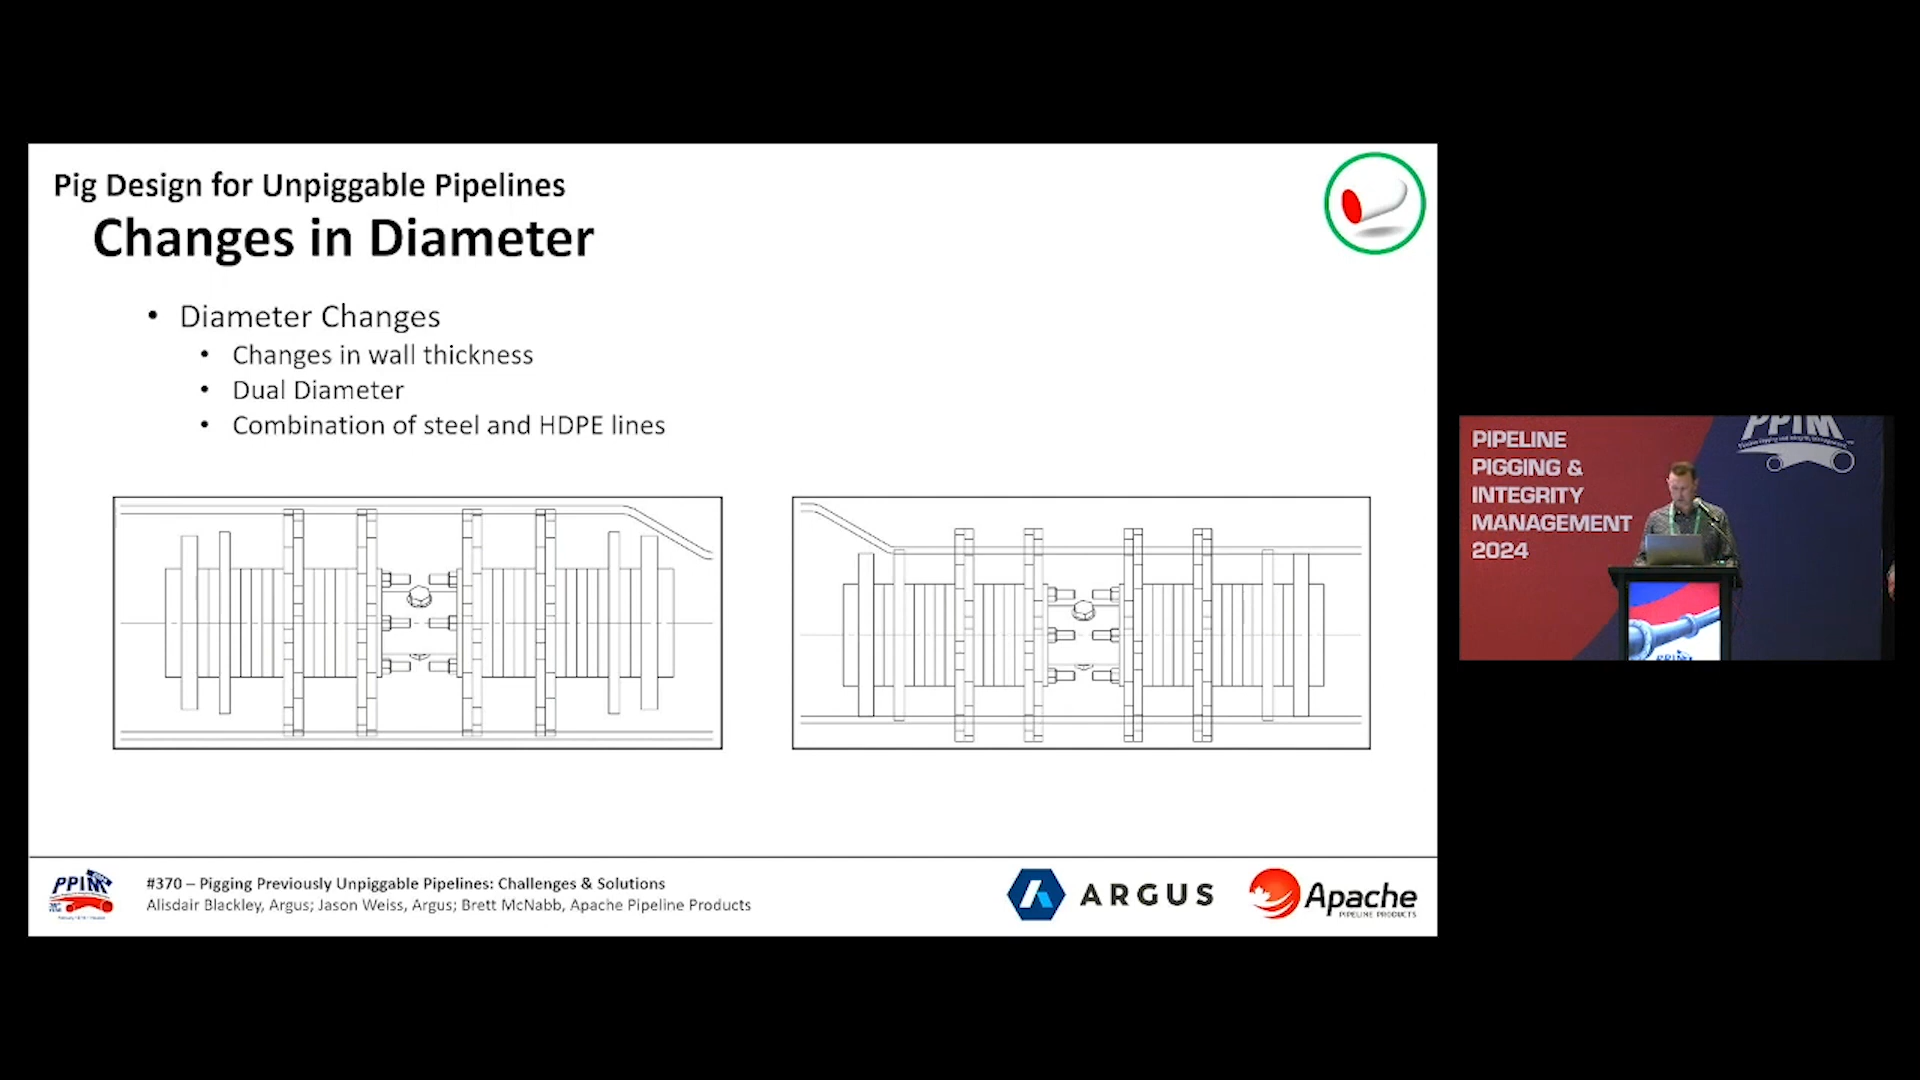 Pig Design for Unpiggable Pipelines
Changes in Diameter
• Diameter Changes
• Changes in wall thickness
• Dual Diameter
• Combination of steel and HDPE lines
PPIM
#370 – Pigging Previously Unpiggable Pipelines: Challenges & Solutions
Alisdair Blackley, Argus; Jason Weiss, Argus; Brett McNabb, Apache Pipeline Products
ARGUS
Apache
PIPELINE PRODUCTS
PIPELINE
PIGGING &
INTEGRITY
MANAGEMENT
2024
PPIM